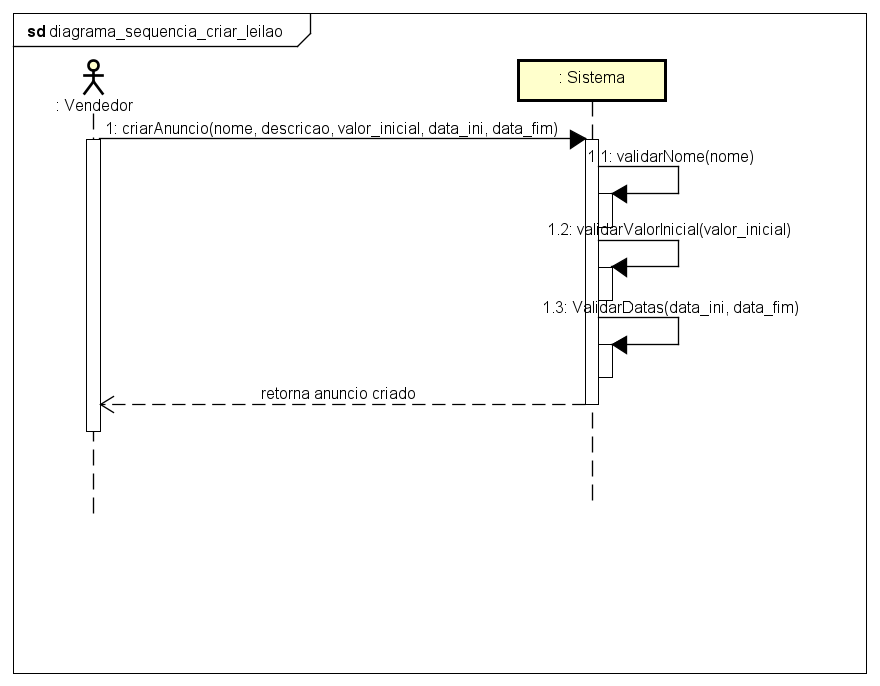 sd diagrama_sequencia_criar_leilao
: Vendedor
: Sistema
1: criarAnuncio(nome, descricao, valor_inicial, data_ini, data_fim)
1.1: validarNome(nome)
1.2: validarValorInicial(valor_inicial)
1.3: ValidarDatas(data_ini, data_fim)
retorna anuncio criado